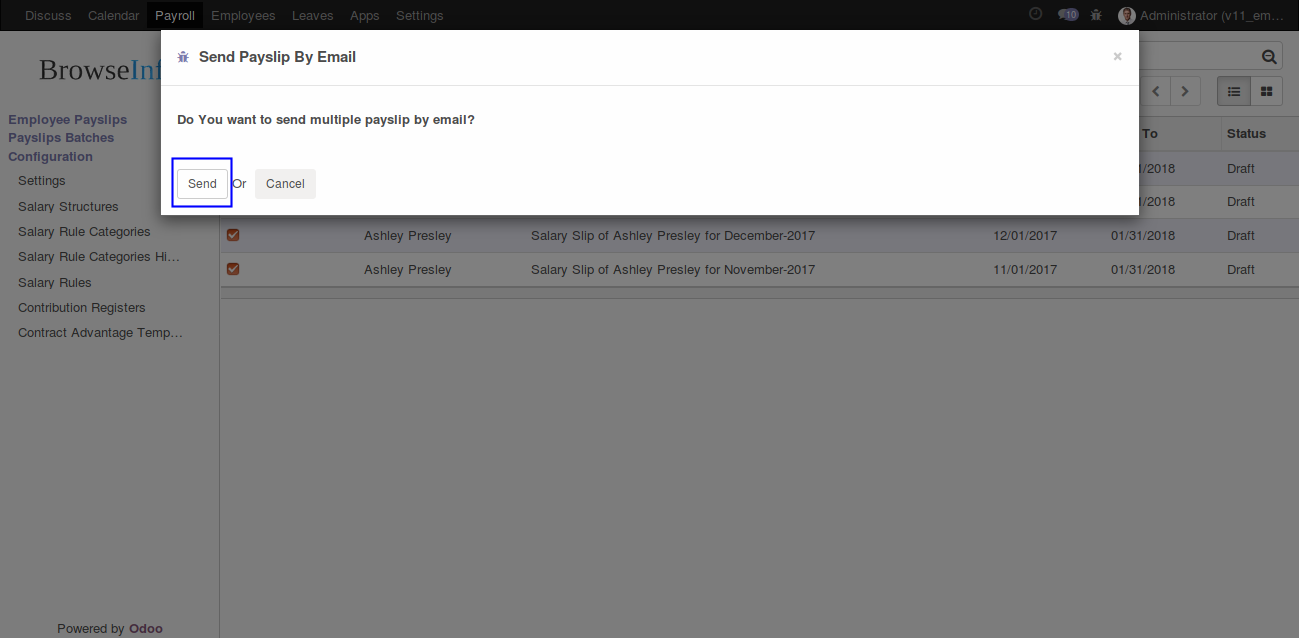 Discuss Calendar Payroll Employees Leaves Apps Settings 10 Administrator (v11_em...
Send Payslip By Email ×
BrowseInf
Do You want to send multiple payslip by email?
Send Or Cancel
Employee Payslips
Payslips Batches
Configuration
Settings
Salary Structures
Salary Rule Categories
Salary Rule Categories Hi...
Salary Rules
Contribution Registers
Contract Advantage Temp...
To Status
1/2018 Draft
1/2018 Draft
Ashley Presley Salary Slip of Ashley Presley for December-2017 12/01/2017 01/31/2018 Draft
Ashley Presley Salary Slip of Ashley Presley for November-2017 11/01/2017 01/31/2018 Draft
Powered by Odoo